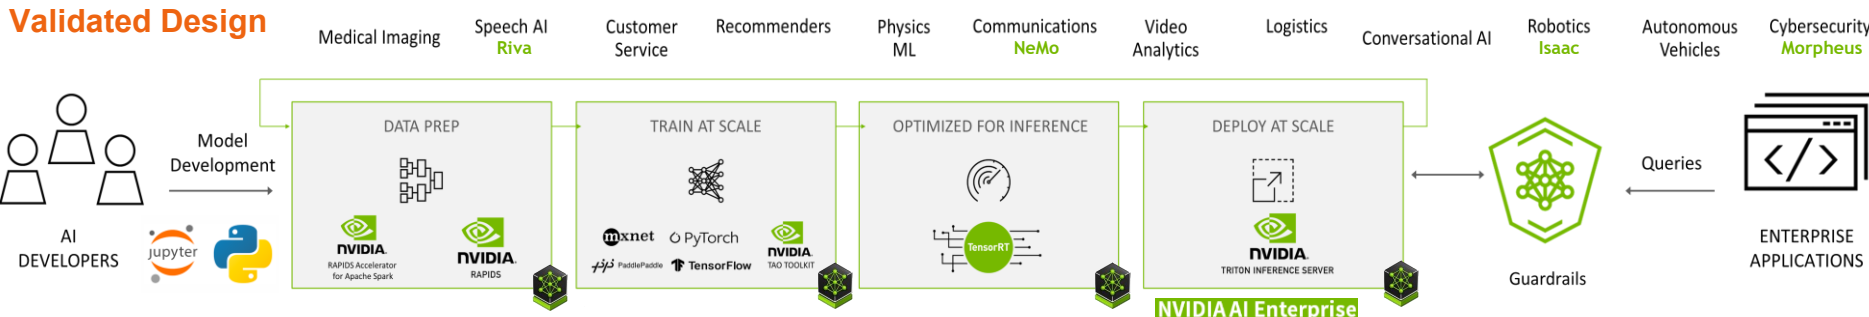 Validated Design
Medical Imaging
Speech AI
Riva
Customer
Service
Recommenders
Physics
ML
Communications
NeMo
Video
Analytics
Logistics
Conversational AI
Robotics
Isaac
Autonomous
Vehicles
Cybersecurity
Morpheus
AI
DEVELOPERS
Model
Development
jupyter
DATA PREP
NVIDIA.
RAPIDS Accelerator
for Apache Spark
NVIDIA.
RAPIDS
TRAIN AT SCALE
mxnet
PyTorch
PaddlePaddle
TensorFlow
NVIDIA.
TAO TOOLKIT
OPTIMIZED FOR INFERENCE
TensorRT
DEPLOY AT SCALE
NVIDIA.
TRITON INFERENCE SERVER
NVIDIA AI Enterprise
Guardrails
Queries
</>
ENTERPRISE
APPLICATIONS